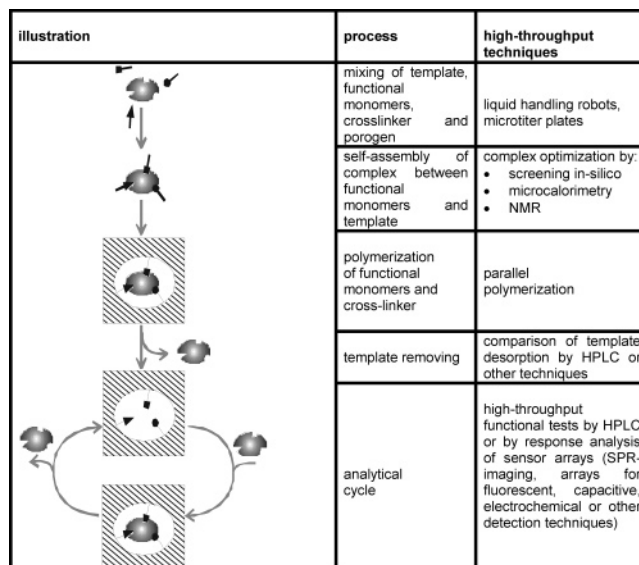 illustration
process
high-throughput
techniques
mixing of template,
functional
monomers,
crosslinker and
porogen
liquid handling robots,
microtiter plates
self-assembly of
complex between
functional
monomers and
template
complex optimization by:
• screening in-silico
• microcalorimetry
• NMR
polymerization
of functional
monomers and
cross-linker
parallel
polymerization
template removing
comparison of template
desorption by HPLC or
other techniques
analytical
cycle
high-throughput
functional tests by HPLC
or by response analysis
of sensor arrays (SPR-
imaging, arrays for
fluorescent, capacitive,
electrochemical or other
detection techniques)